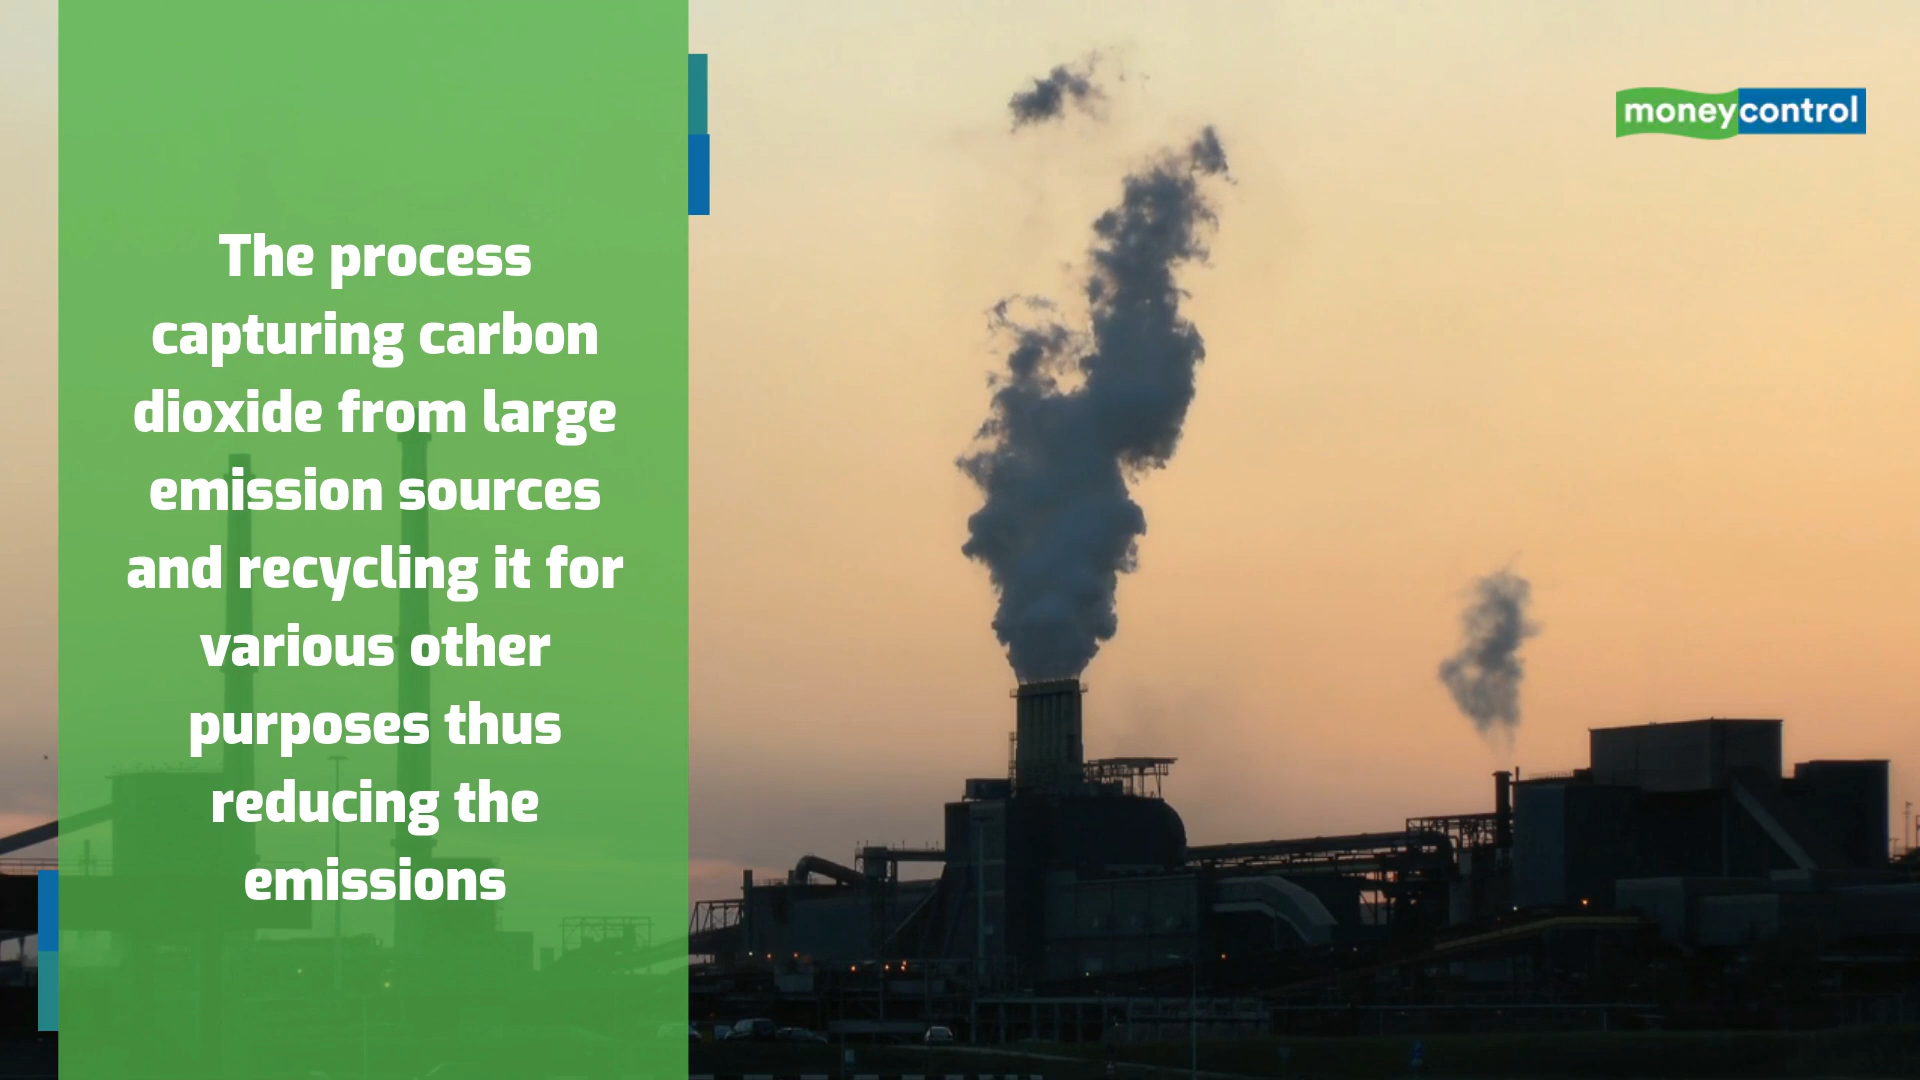 moneycontrol
The process
capturing carbon
dioxide from large
emission sources
and recycling it for
various other
purposes thus
reducing the
emissions